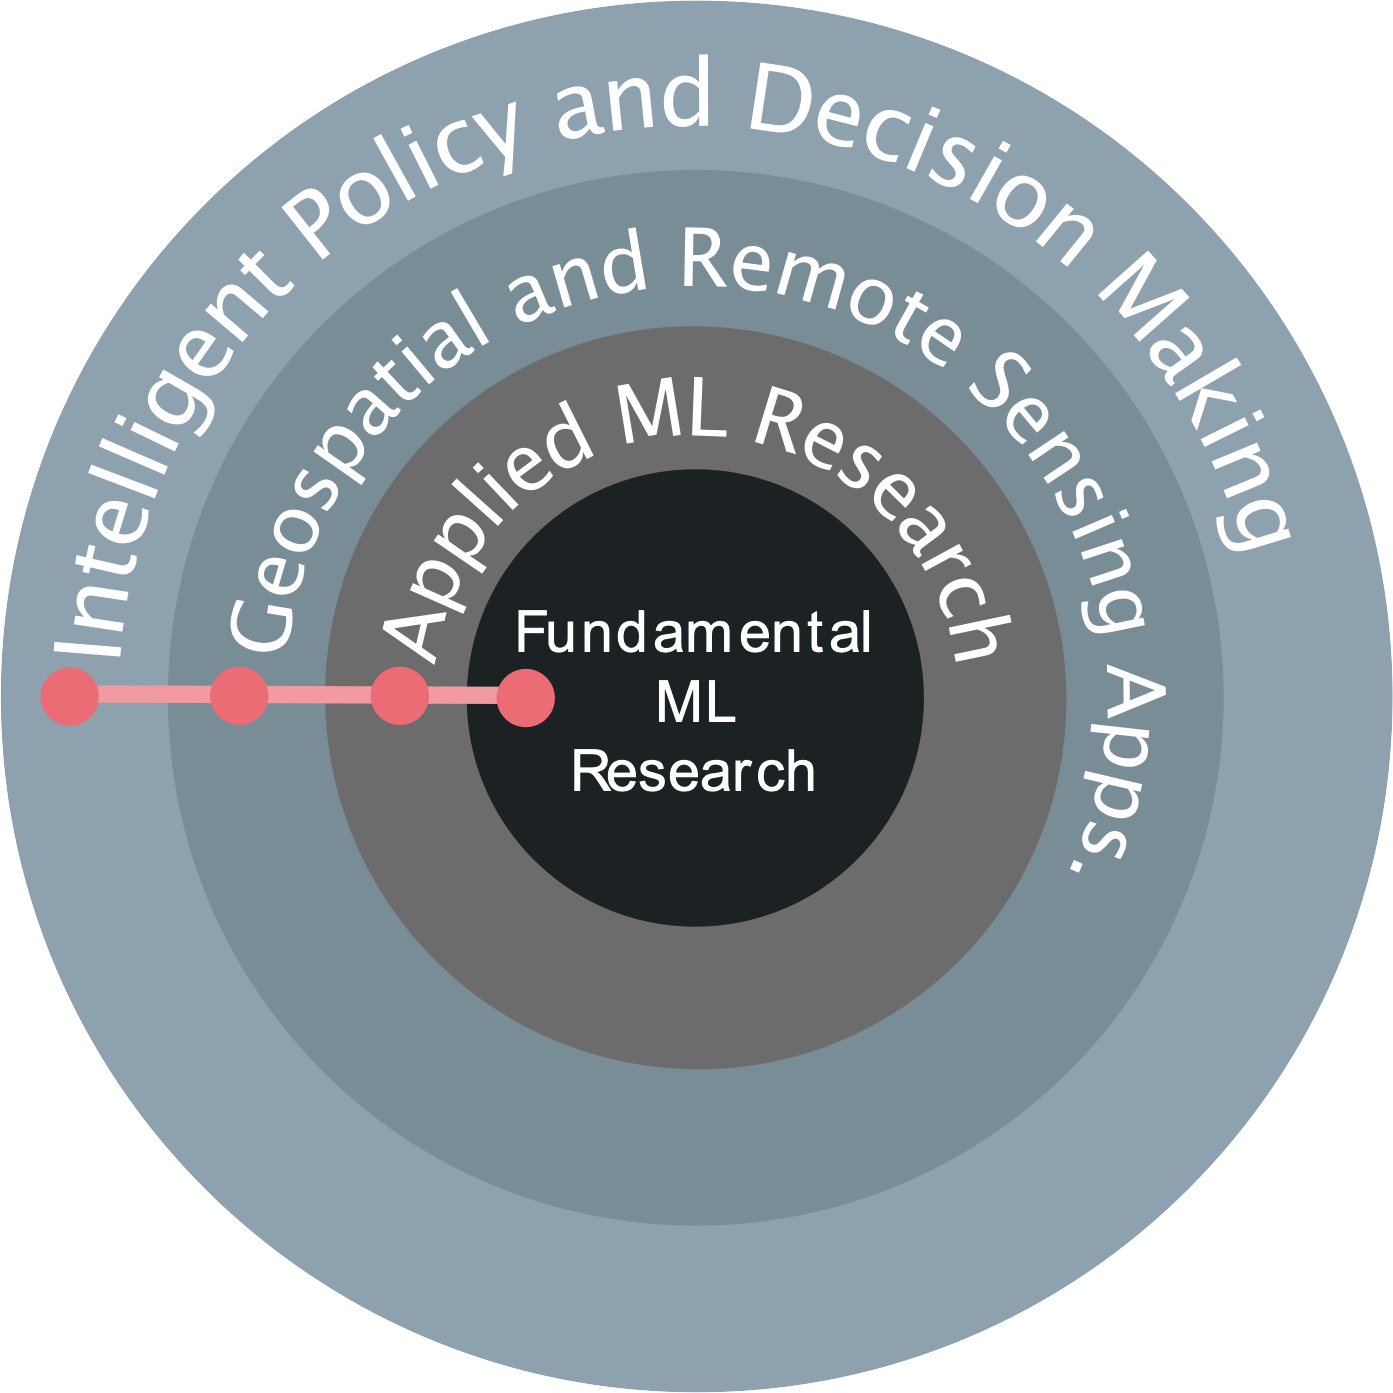 Intelligent Policy and Decision Making
Geospatial and Remote Sensing Apps.
Applied ML Research
Fundamental
ML
Research